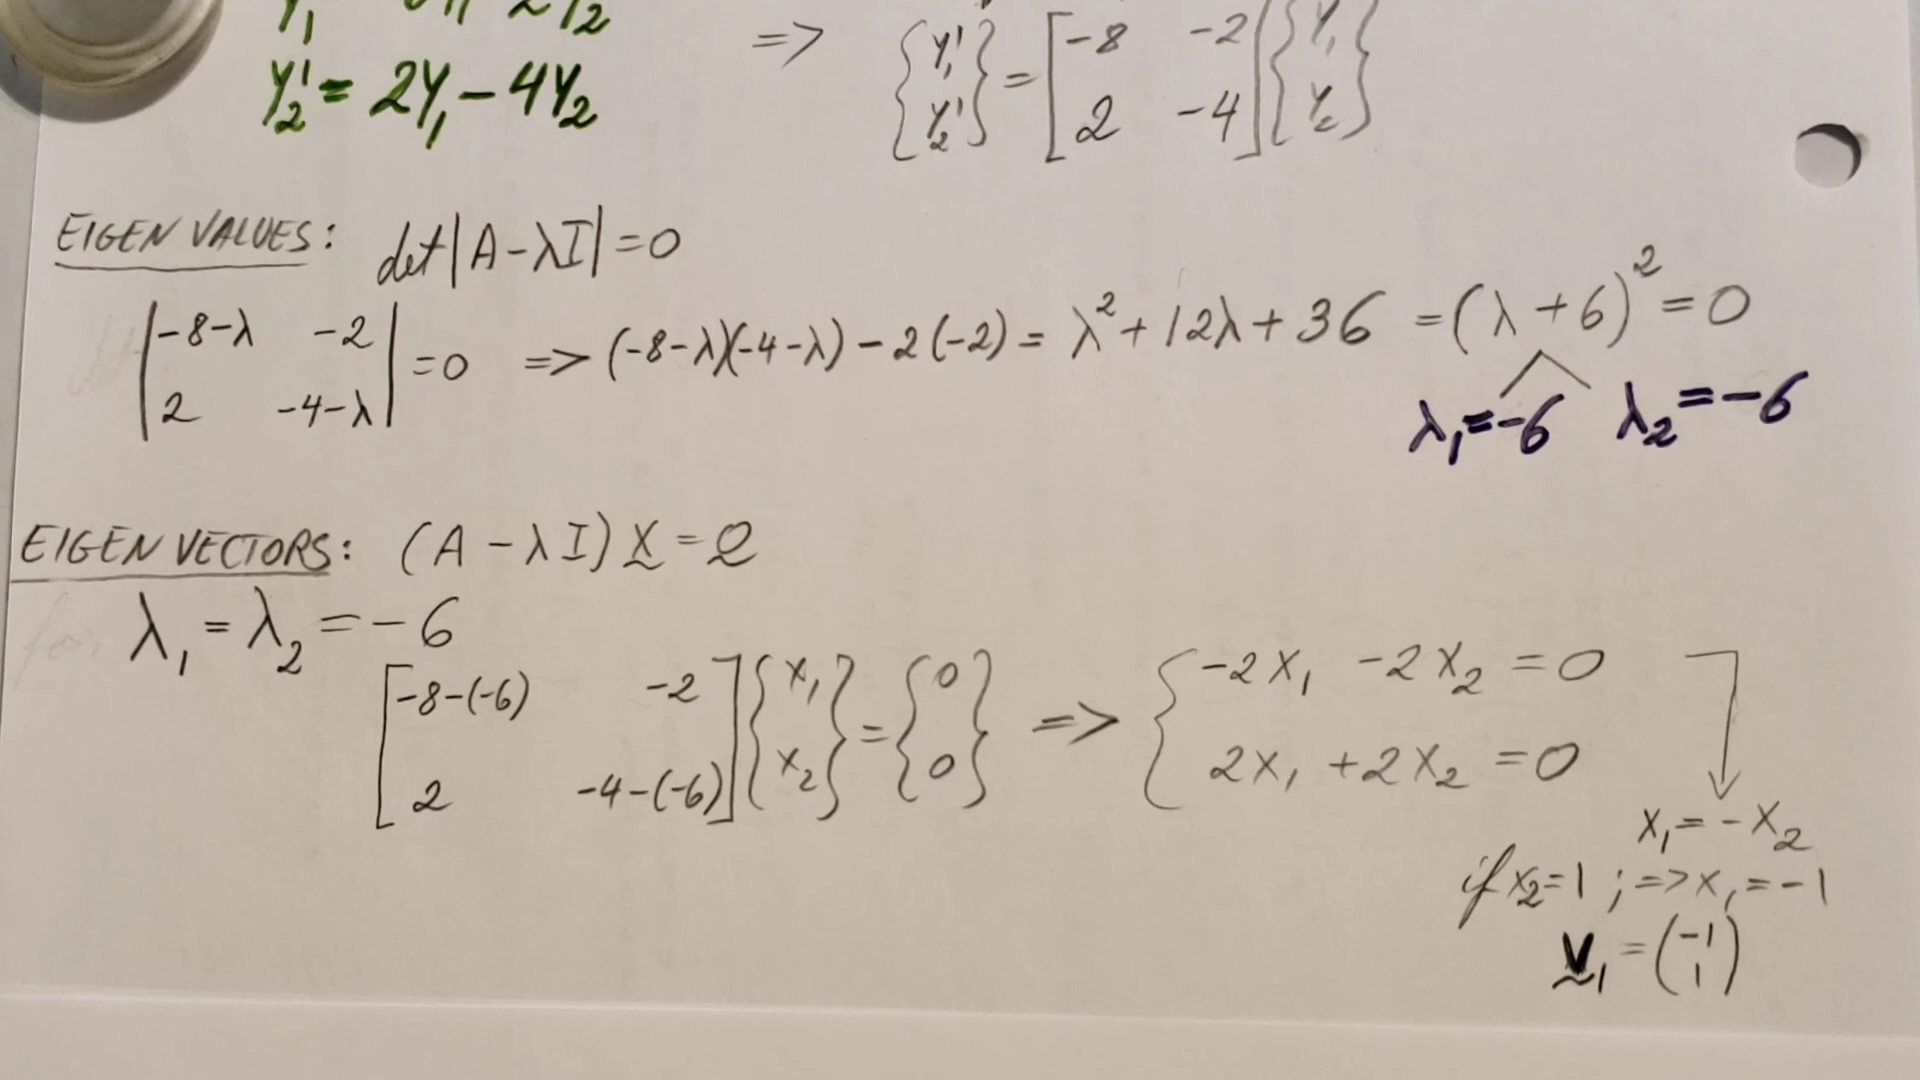 => {y₁' y₂'} = [-8 -2; 2 -4] {y₁ y₂}
y₂' = 2y₁ - 4y₂
EIGEN VALUES: det|A-λI| = 0
|-8-λ -2; 2 -4-λ| = 0 => (-8-λ)(-4-λ) - 2(-2) = λ² + 12λ + 36 = (λ+6)² = 0
λ₁=-6 λ₂=-6
EIGEN VECTORS: (A - λI) x = 0
λ₁ = λ₂ = -6
[-8-(-6) -2; 2 -4-(-6)] {x₁ x₂} = {0 0} => { -2x₁ -2x₂ = 0
2x₁ + 2x₂ = 0
x₁ = -x₂
if x₂=1 ; => x₁ = -1
v₁ = (-1 1)